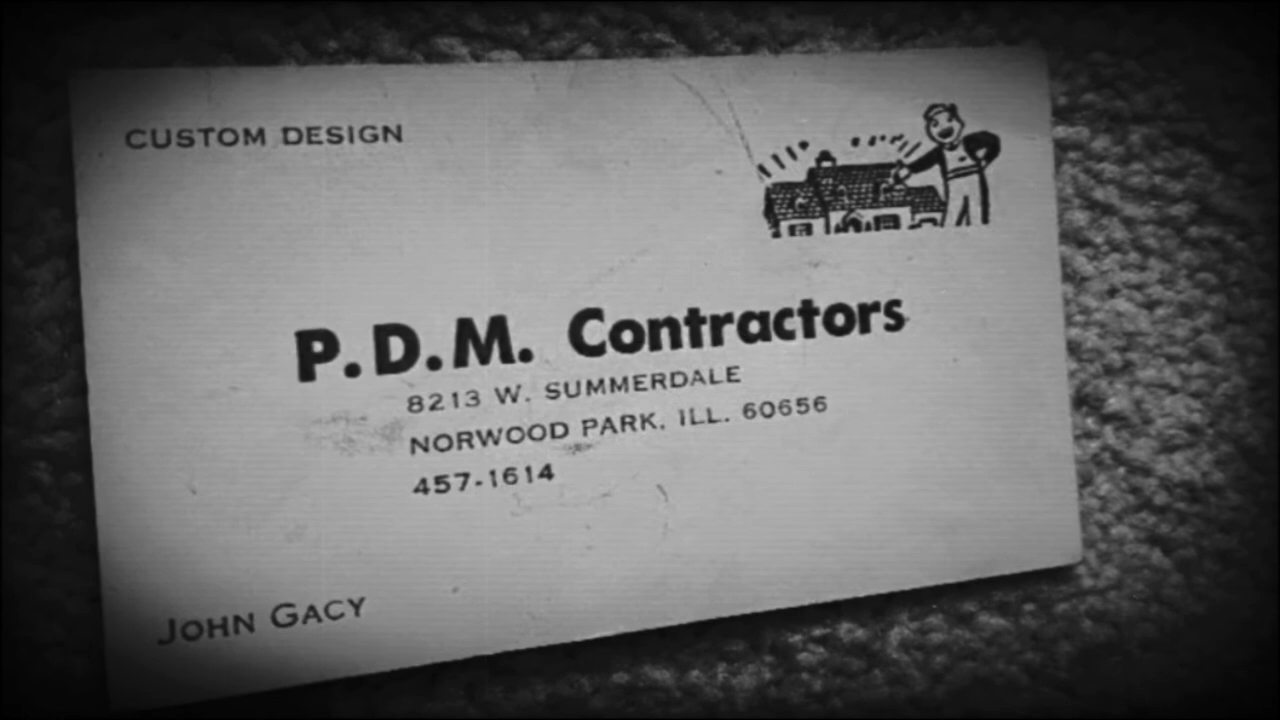 CUSTOM DESIGN
P.D.M. Contractors
8213 W. SUMMERDALE
NORWOOD PARK, ILL. 60656
457-1614
JOHN GACY